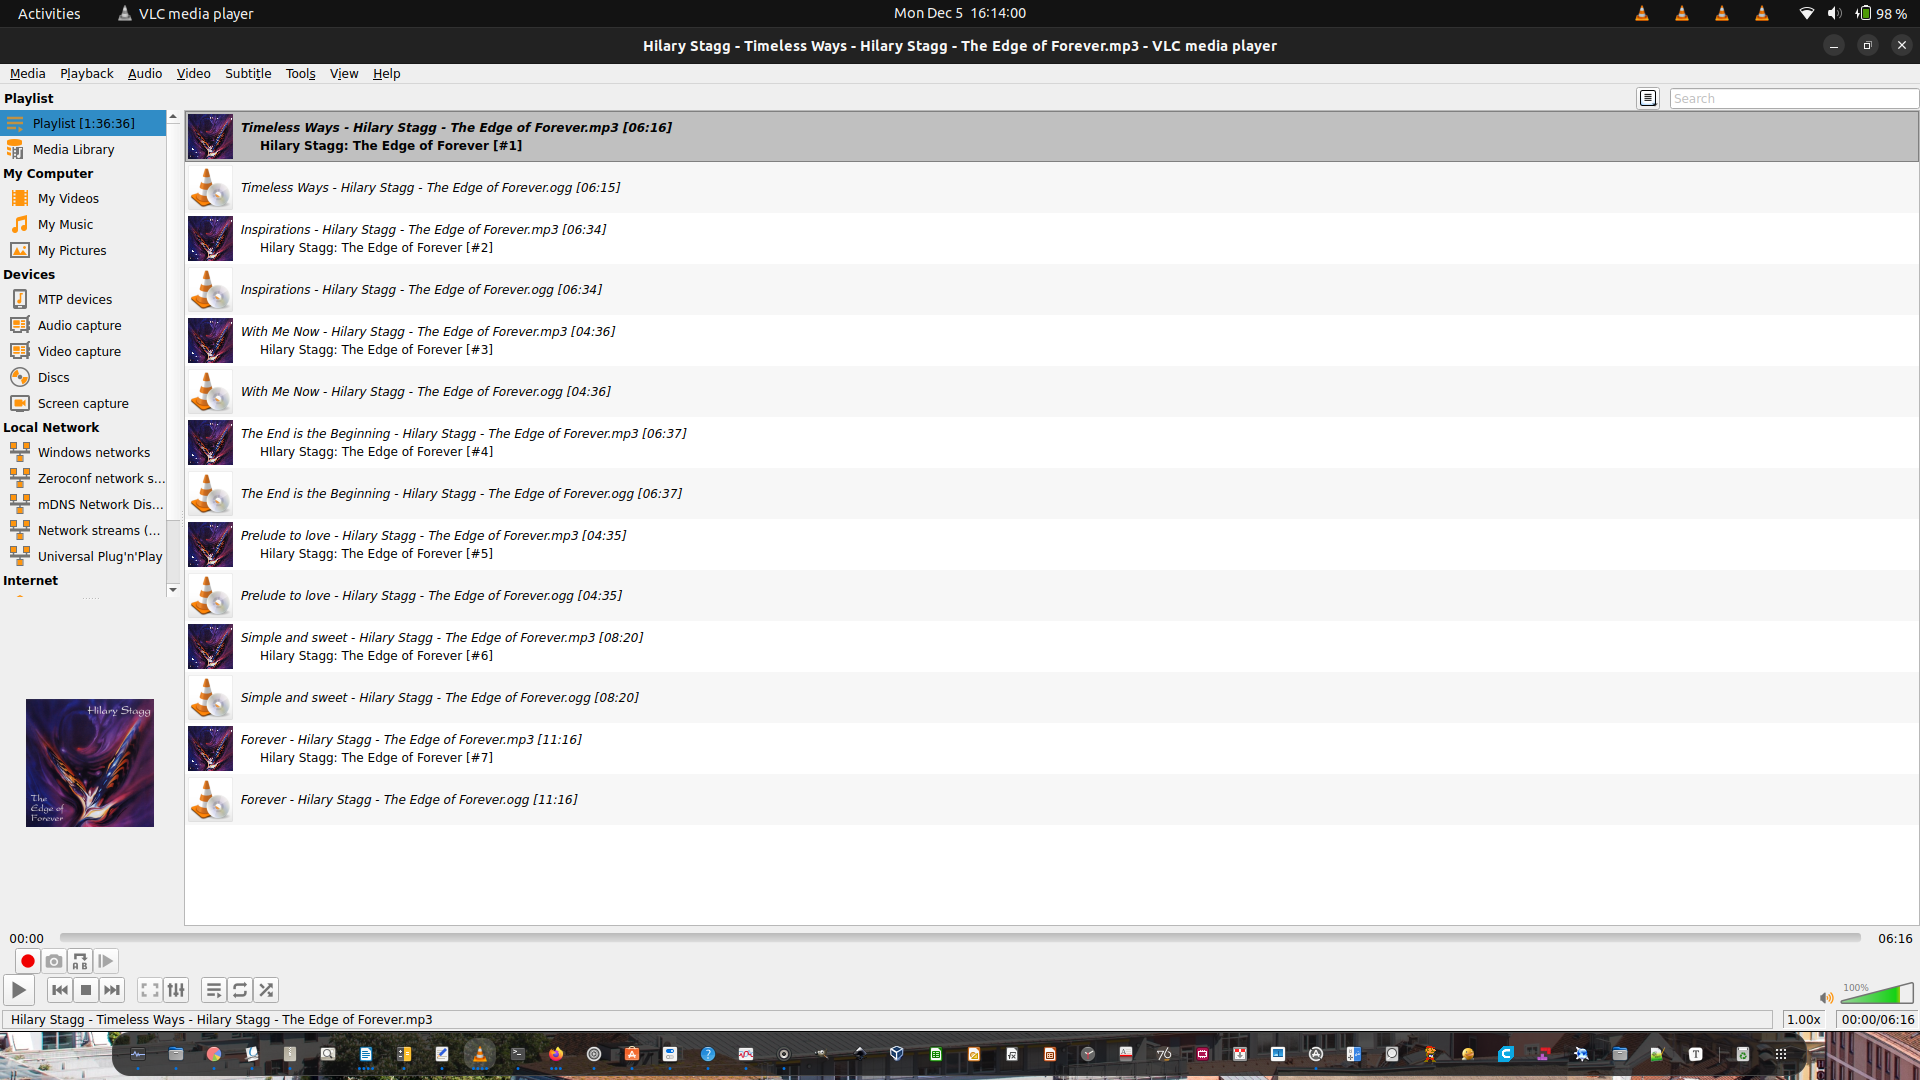 Activities
VLC media player
Mon Dec 5 16:14:00
98 %
Hilary Stagg - Timeless Ways - Hilary Stagg - The Edge of Forever.mp3 - VLC media player
Media Playback Audio Video Subtitle Tools View Help
Playlist
Search
Playlist [1:36:36]
Media Library
My Computer
My Videos
My Music
My Pictures
Devices
MTP devices
Audio capture
Video capture
Discs
Screen capture
Local Network
Windows networks
Zeroconf network s...
mDNS Network Dis...
Network streams (...
Universal Plug'n'Play
Internet
Timeless Ways - Hilary Stagg - The Edge of Forever.mp3 [06:16]
Hilary Stagg: The Edge of Forever [#1]
Timeless Ways - Hilary Stagg - The Edge of Forever.ogg [06:15]
Inspirations - Hilary Stagg - The Edge of Forever.mp3 [06:34]
Hilary Stagg: The Edge of Forever [#2]
Inspirations - Hilary Stagg - The Edge of Forever.ogg [06:34]
With Me Now - Hilary Stagg - The Edge of Forever.mp3 [04:36]
Hilary Stagg: The Edge of Forever [#3]
With Me Now - Hilary Stagg - The Edge of Forever.ogg [04:36]
The End is the Beginning - Hilary Stagg - The Edge of Forever.mp3 [06:37]
HIlary Stagg: The Edge of Forever [#4]
The End is the Beginning - Hilary Stagg - The Edge of Forever.ogg [06:37]
Prelude to love - Hilary Stagg - The Edge of Forever.mp3 [04:35]
Hilary Stagg: The Edge of Forever [#5]
Prelude to love - Hilary Stagg - The Edge of Forever.ogg [04:35]
Simple and sweet - Hilary Stagg - The Edge of Forever.mp3 [08:20]
Hilary Stagg: The Edge of Forever [#6]
Simple and sweet - Hilary Stagg - The Edge of Forever.ogg [08:20]
Forever - Hilary Stagg - The Edge of Forever.mp3 [11:16]
Hilary Stagg: The Edge of Forever [#7]
Forever - Hilary Stagg - The Edge of Forever.ogg [11:16]
Hilary Stagg
The
Edge of
Forever
00:00
06:16
A B
100%
Hilary Stagg - Timeless Ways - Hilary Stagg - The Edge of Forever.mp3
1.00x
00:00/06:16